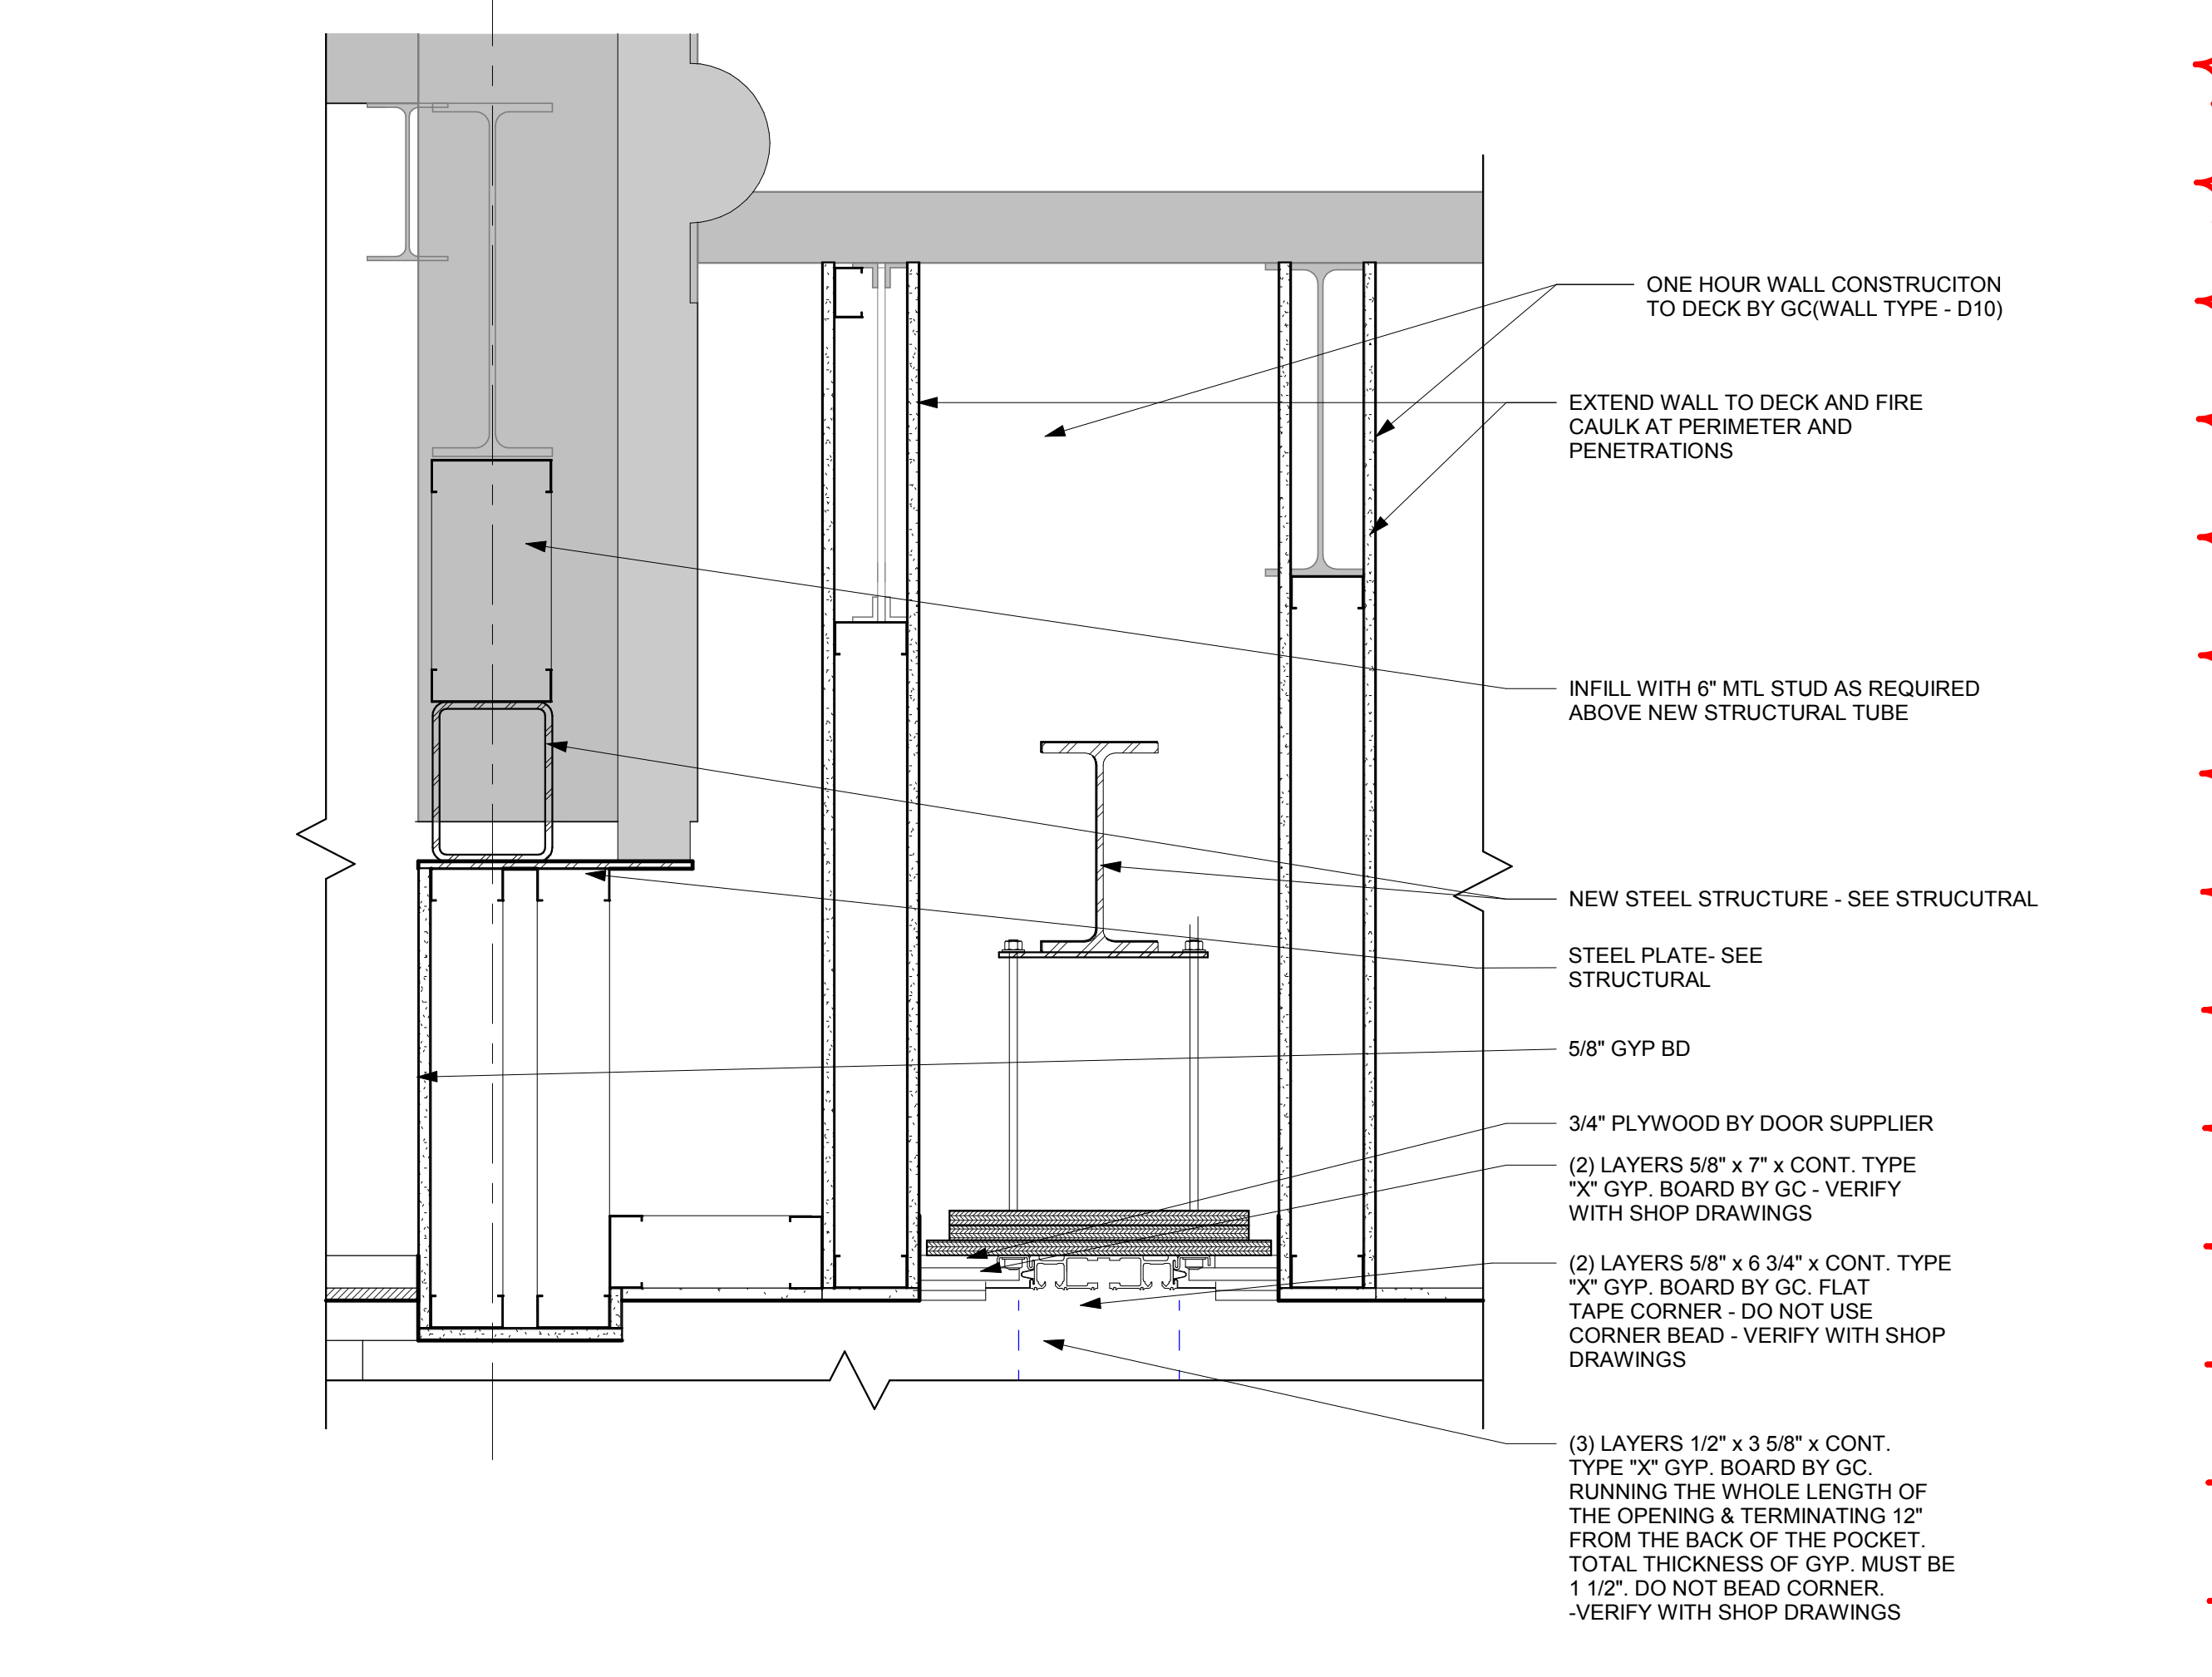 ONE HOUR WALL CONSTRUCITON
TO DECK BY GC(WALL TYPE - D10)
EXTEND WALL TO DECK AND FIRE
CAULK AT PERIMETER AND
PENETRATIONS
INFILL WITH 6" MTL STUD AS REQUIRED
ABOVE NEW STRUCTURAL TUBE
NEW STEEL STRUCTURE - SEE STRUCUTRAL
STEEL PLATE- SEE
STRUCTURAL
5/8" GYP BD
3/4" PLYWOOD BY DOOR SUPPLIER
(2) LAYERS 5/8" x 7" x CONT. TYPE
"X" GYP. BOARD BY GC - VERIFY
WITH SHOP DRAWINGS
(2) LAYERS 5/8" x 6 3/4" x CONT. TYPE
"X" GYP. BOARD BY GC. FLAT
TAPE CORNER - DO NOT USE
CORNER BEAD - VERIFY WITH SHOP
DRAWINGS
(3) LAYERS 1/2" x 3 5/8" x CONT.
TYPE "X" GYP. BOARD BY GC.
RUNNING THE WHOLE LENGTH OF
THE OPENING & TERMINATING 12"
FROM THE BACK OF THE POCKET.
TOTAL THICKNESS OF GYP. MUST BE
1 1/2". DO NOT BEAD CORNER.
-VERIFY WITH SHOP DRAWINGS